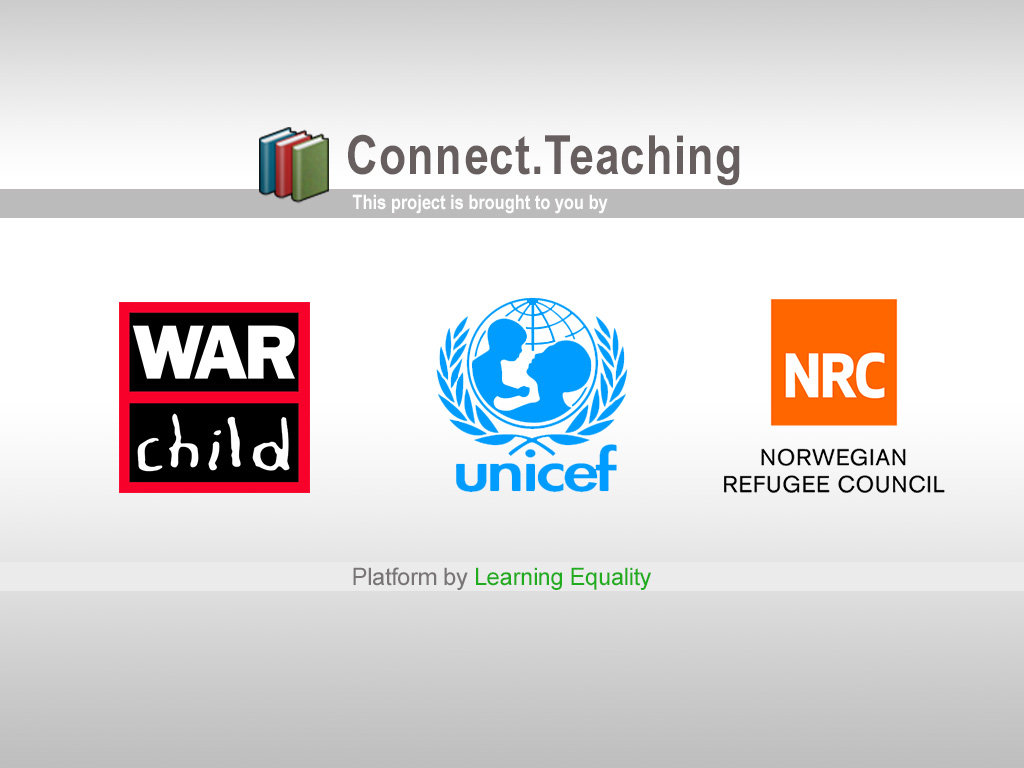 Connect.Teaching
This project is brought to you by
WAR
child
unicef
NRC
NORWEGIAN
REFUGEE COUNCIL
Platform by Learning Equality